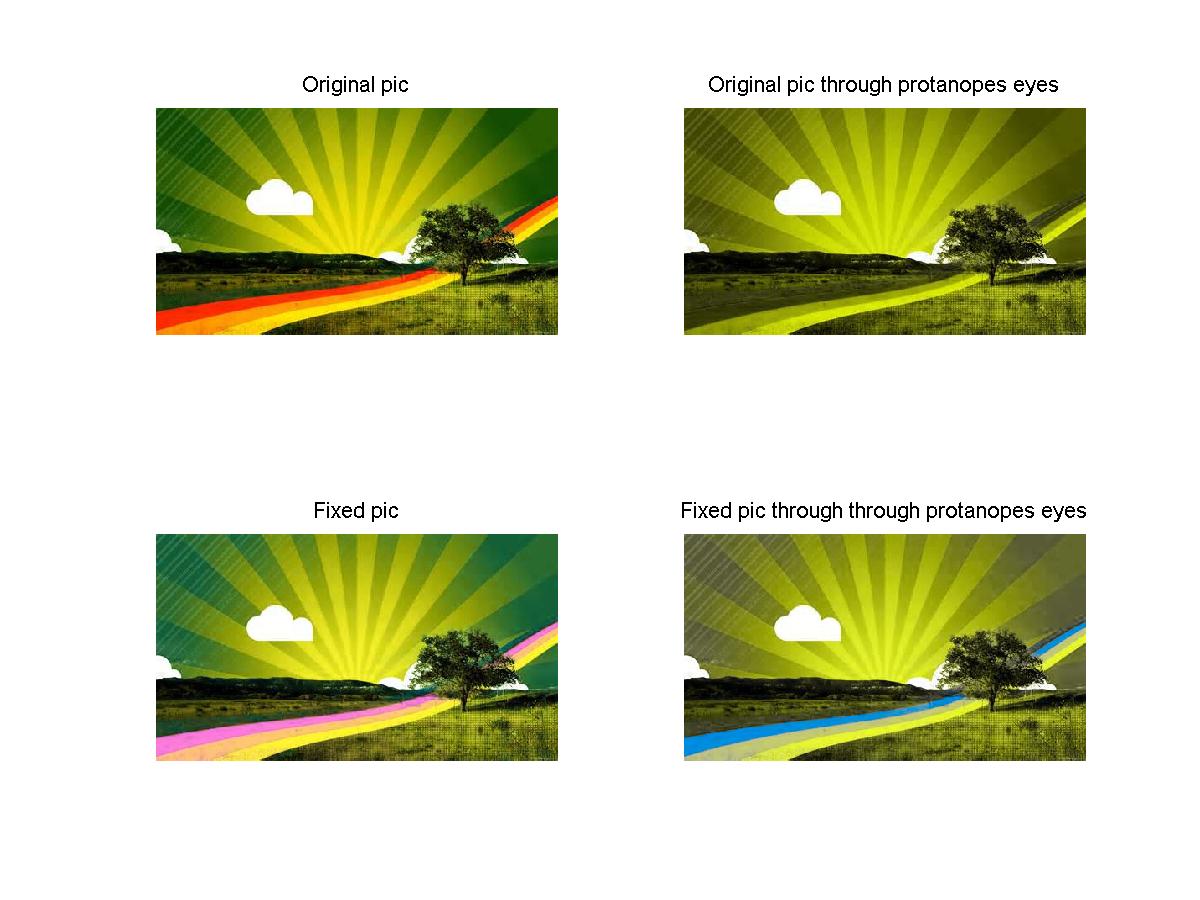 Original pic
Original pic through protanopes eyes
Fixed pic
Fixed pic through through protanopes eyes